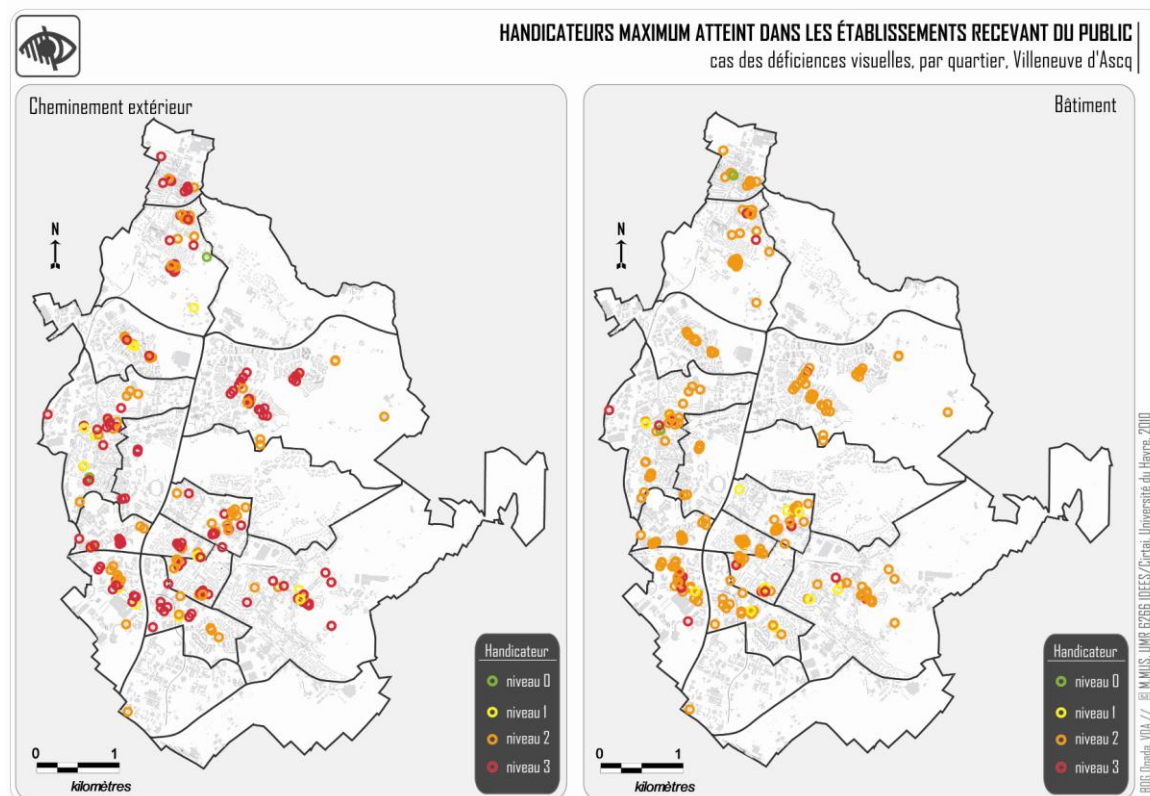 HANDICATEURS MAXIMUM ATTEINT DANS LES ÉTABLISSEMENTS RECEVANT DU PUBLIC
cas des déficiences visuelles, par quartier, Villeneuve d'Ascq
Cheminement extérieur
N
Handicateur
niveau 0
niveau 1
niveau 2
niveau 3
0 1
kilomètres
Bâtiment
N
Handicateur
niveau 0
niveau 1
niveau 2
niveau 3
0 1
kilomètres
VDA // © M.MUS, UMR 6266 IDEES/Cirtai, Université du Havre, 2010